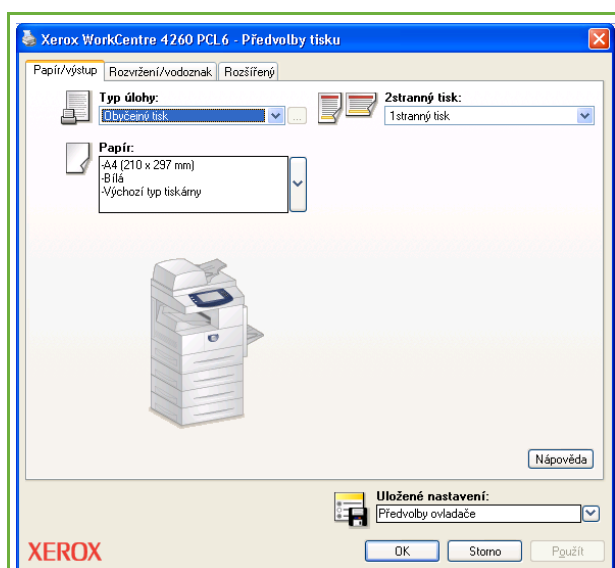 Xerox WorkCentre 4260 PCL6 - Předvolby tisku
Papír/výstup Rozvržení/vodoznak Rozšířený
Typ úlohy: 2stranný tisk:
Obyčejný tisk ... 1stranný tisk
Papír:
-A4 (210 x 297 mm)
-Bílá
-Výchozí typ tiskárny
Nápověda
Uložené nastavení:
Předvolby ovladače
XEROX OK Storno Použít